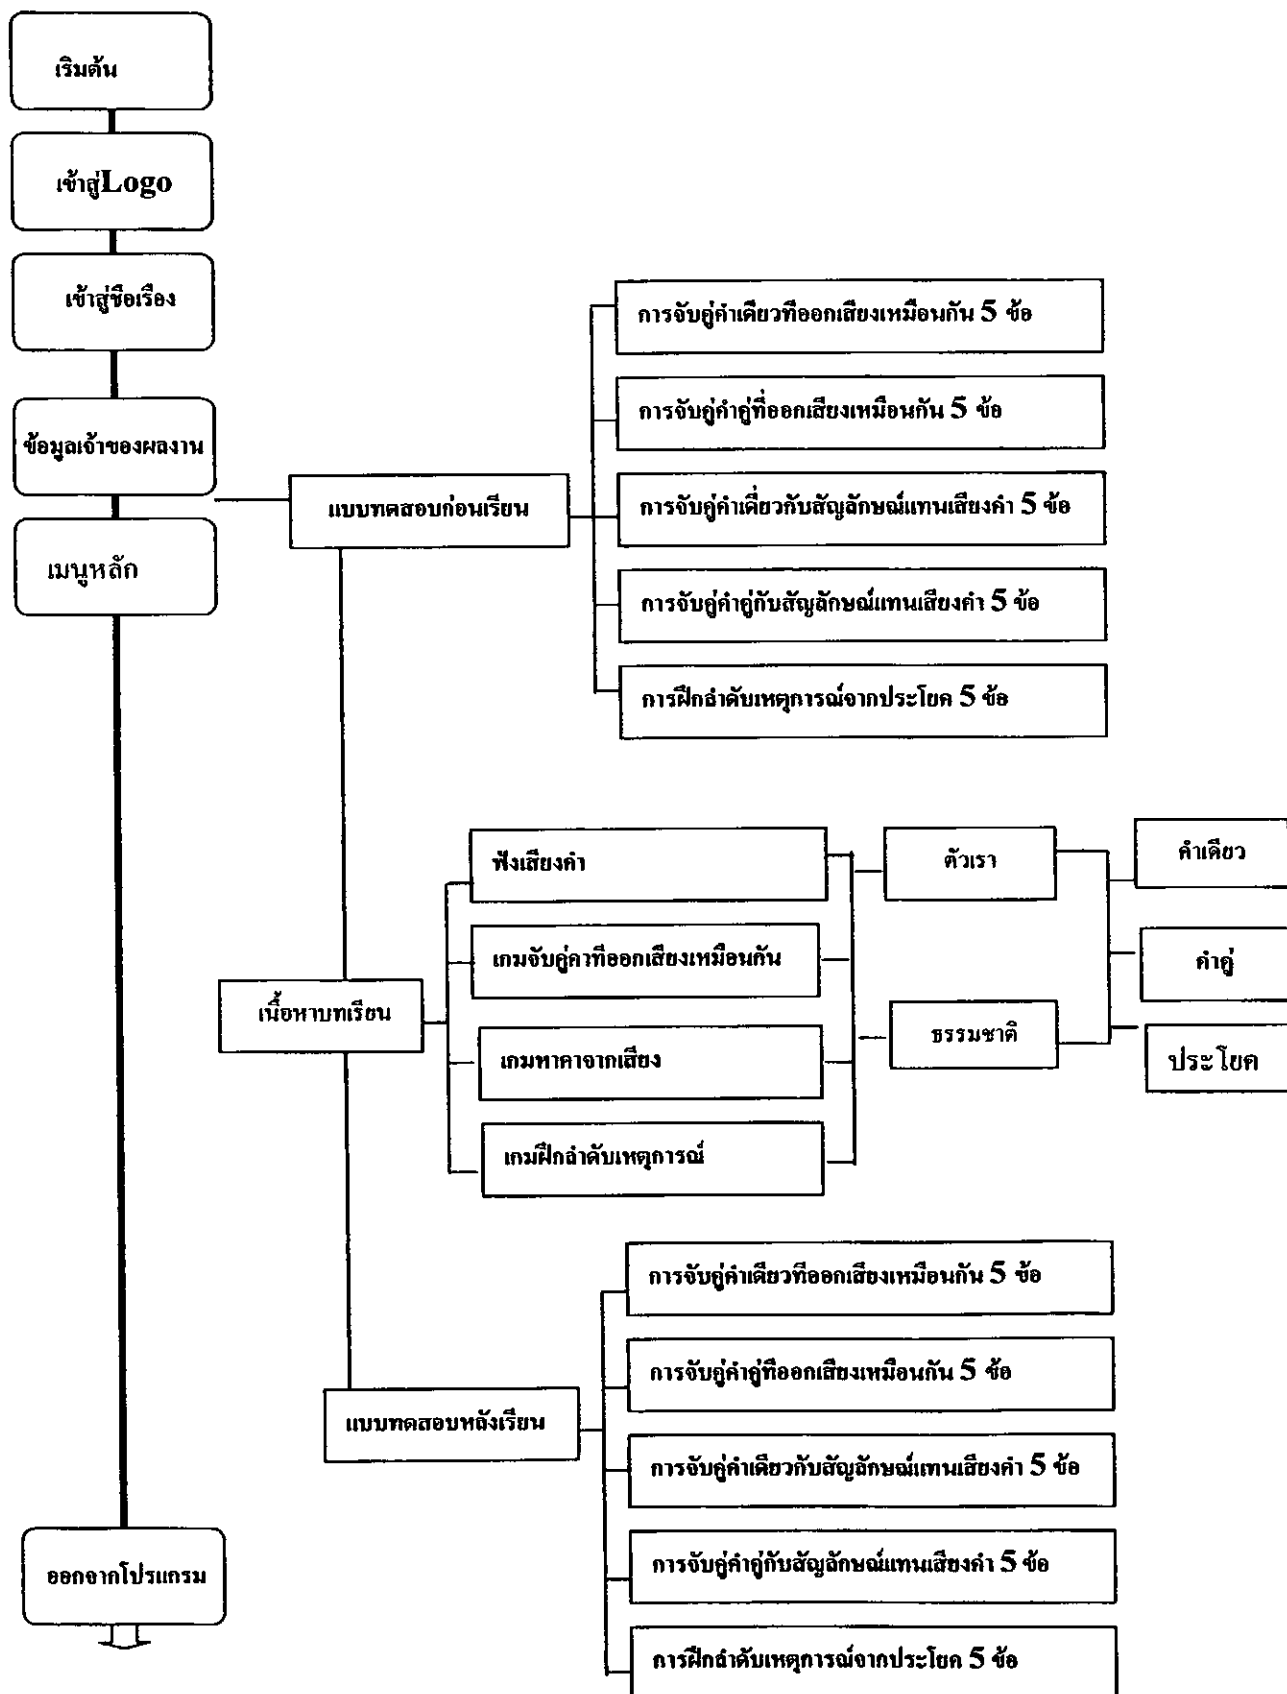 เริ่มต้น
เข้าสู่Logo
เข้าสู่ชื่อเรื่อง
ข้อมูลเจ้าของผลงาน
เมนูหลัก
ออกจากโปรแกรม
แบบทดสอบก่อนเรียน
การจับคู่คำเดียวที่ออกเสียงเหมือนกัน 5 ข้อ
การจับคู่คำคู่ที่ออกเสียงเหมือนกัน 5 ข้อ
การจับคู่คำเดี่ยวกับสัญลักษณ์แทนเสียงคำ 5 ข้อ
การจับคู่คำคู่กับสัญลักษณ์แทนเสียงคำ 5 ข้อ
การฝึกลำดับเหตุการณ์จากประโยค 5 ข้อ
เนื้อหาบทเรียน
ฟังเสียงคำ
เกมจับคู่คาที่ออกเสียงเหมือนกัน
เกมหาคาจากเสียง
เกมฝึกลำดับเหตุการณ์
ตัวเรา
ธรรมชาติ
คำเดียว
คำคู่
ประโยค
แบบทดสอบหลังเรียน
การจับคู่คำเดียวที่ออกเสียงเหมือนกัน 5 ข้อ
การจับคู่คำคู่ที่ออกเสียงเหมือนกัน 5 ข้อ
การจับคู่คำเดียวกับสัญลักษณ์แทนเสียงคำ 5 ข้อ
การจับคู่คำคู่กับสัญลักษณ์แทนเสียงคำ 5 ข้อ
การฝึกลำดับเหตุการณ์จากประโยค 5 ข้อ